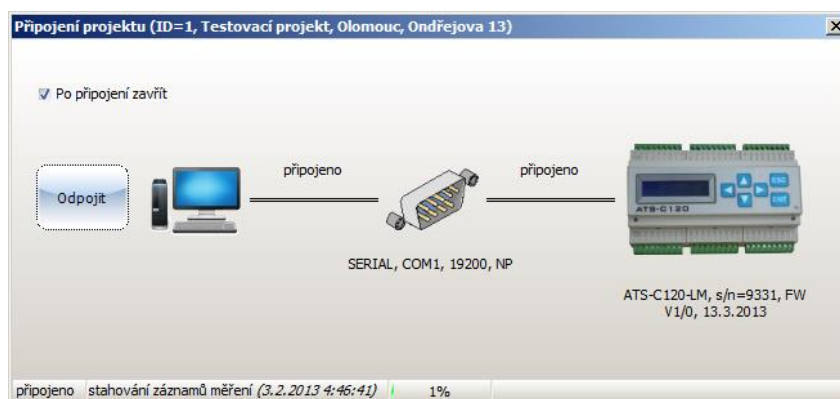 Připojení projektu (ID=1, Testovací projekt, Olomouc, Ondřejova 13)
Po připojení zavřít
Odpojit
připojeno
připojeno
ESC
ENT
ATS-C120
SERIAL, COM1, 19200, NP
ATS-C120-LM, s/n=9331, FW
V1/0, 13.3.2013
připojeno stahování záznamů měření (3.2.2013 4:46:41) 1%